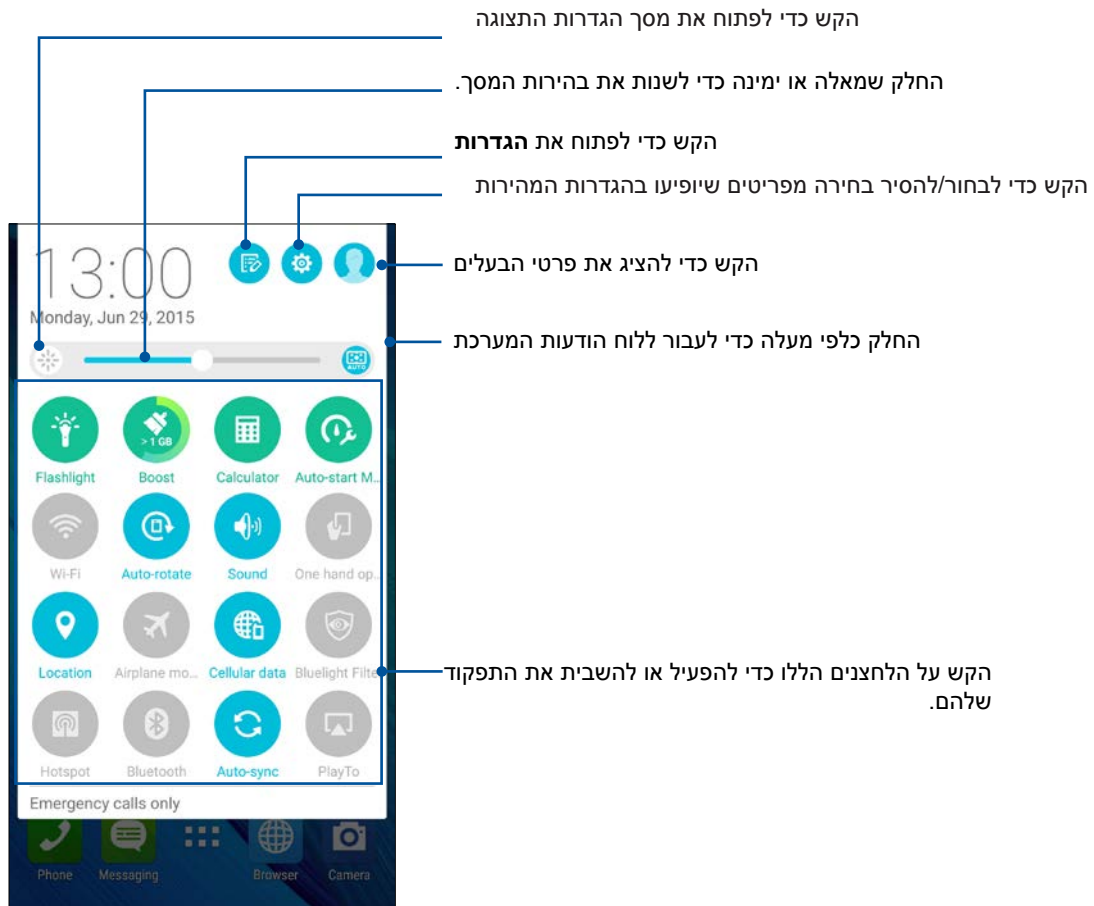 הקש כדי לפתוח את מסך הגדרות התצוגה
החלק שמאלה או ימינה כדי לשנות את בהירות המסך.
הקש כדי לפתוח את הגדרות
הקש כדי לבחור/להסיר בחירה מפריטים שיופיעו בהגדרות המהירות
הקש כדי להציג את פרטי הבעלים
החלק כלפי מעלה כדי לעבור ללוח הודעות המערכת
הקש על הלחצנים הללו כדי להפעיל או להשבית את התפקוד
שלהם.
13:00
Monday, Jun 29, 2015
AUTO
> 1 GB
Flashlight Boost Calculator Auto-start M..
Wi-Fi Auto-rotate Sound One hand op..
Location Airplane mo... Cellular data Bluelight Filte
Hotspot Bluetooth Auto-sync PlayTo
Emergency calls only
Phone Messaging Browser Camera